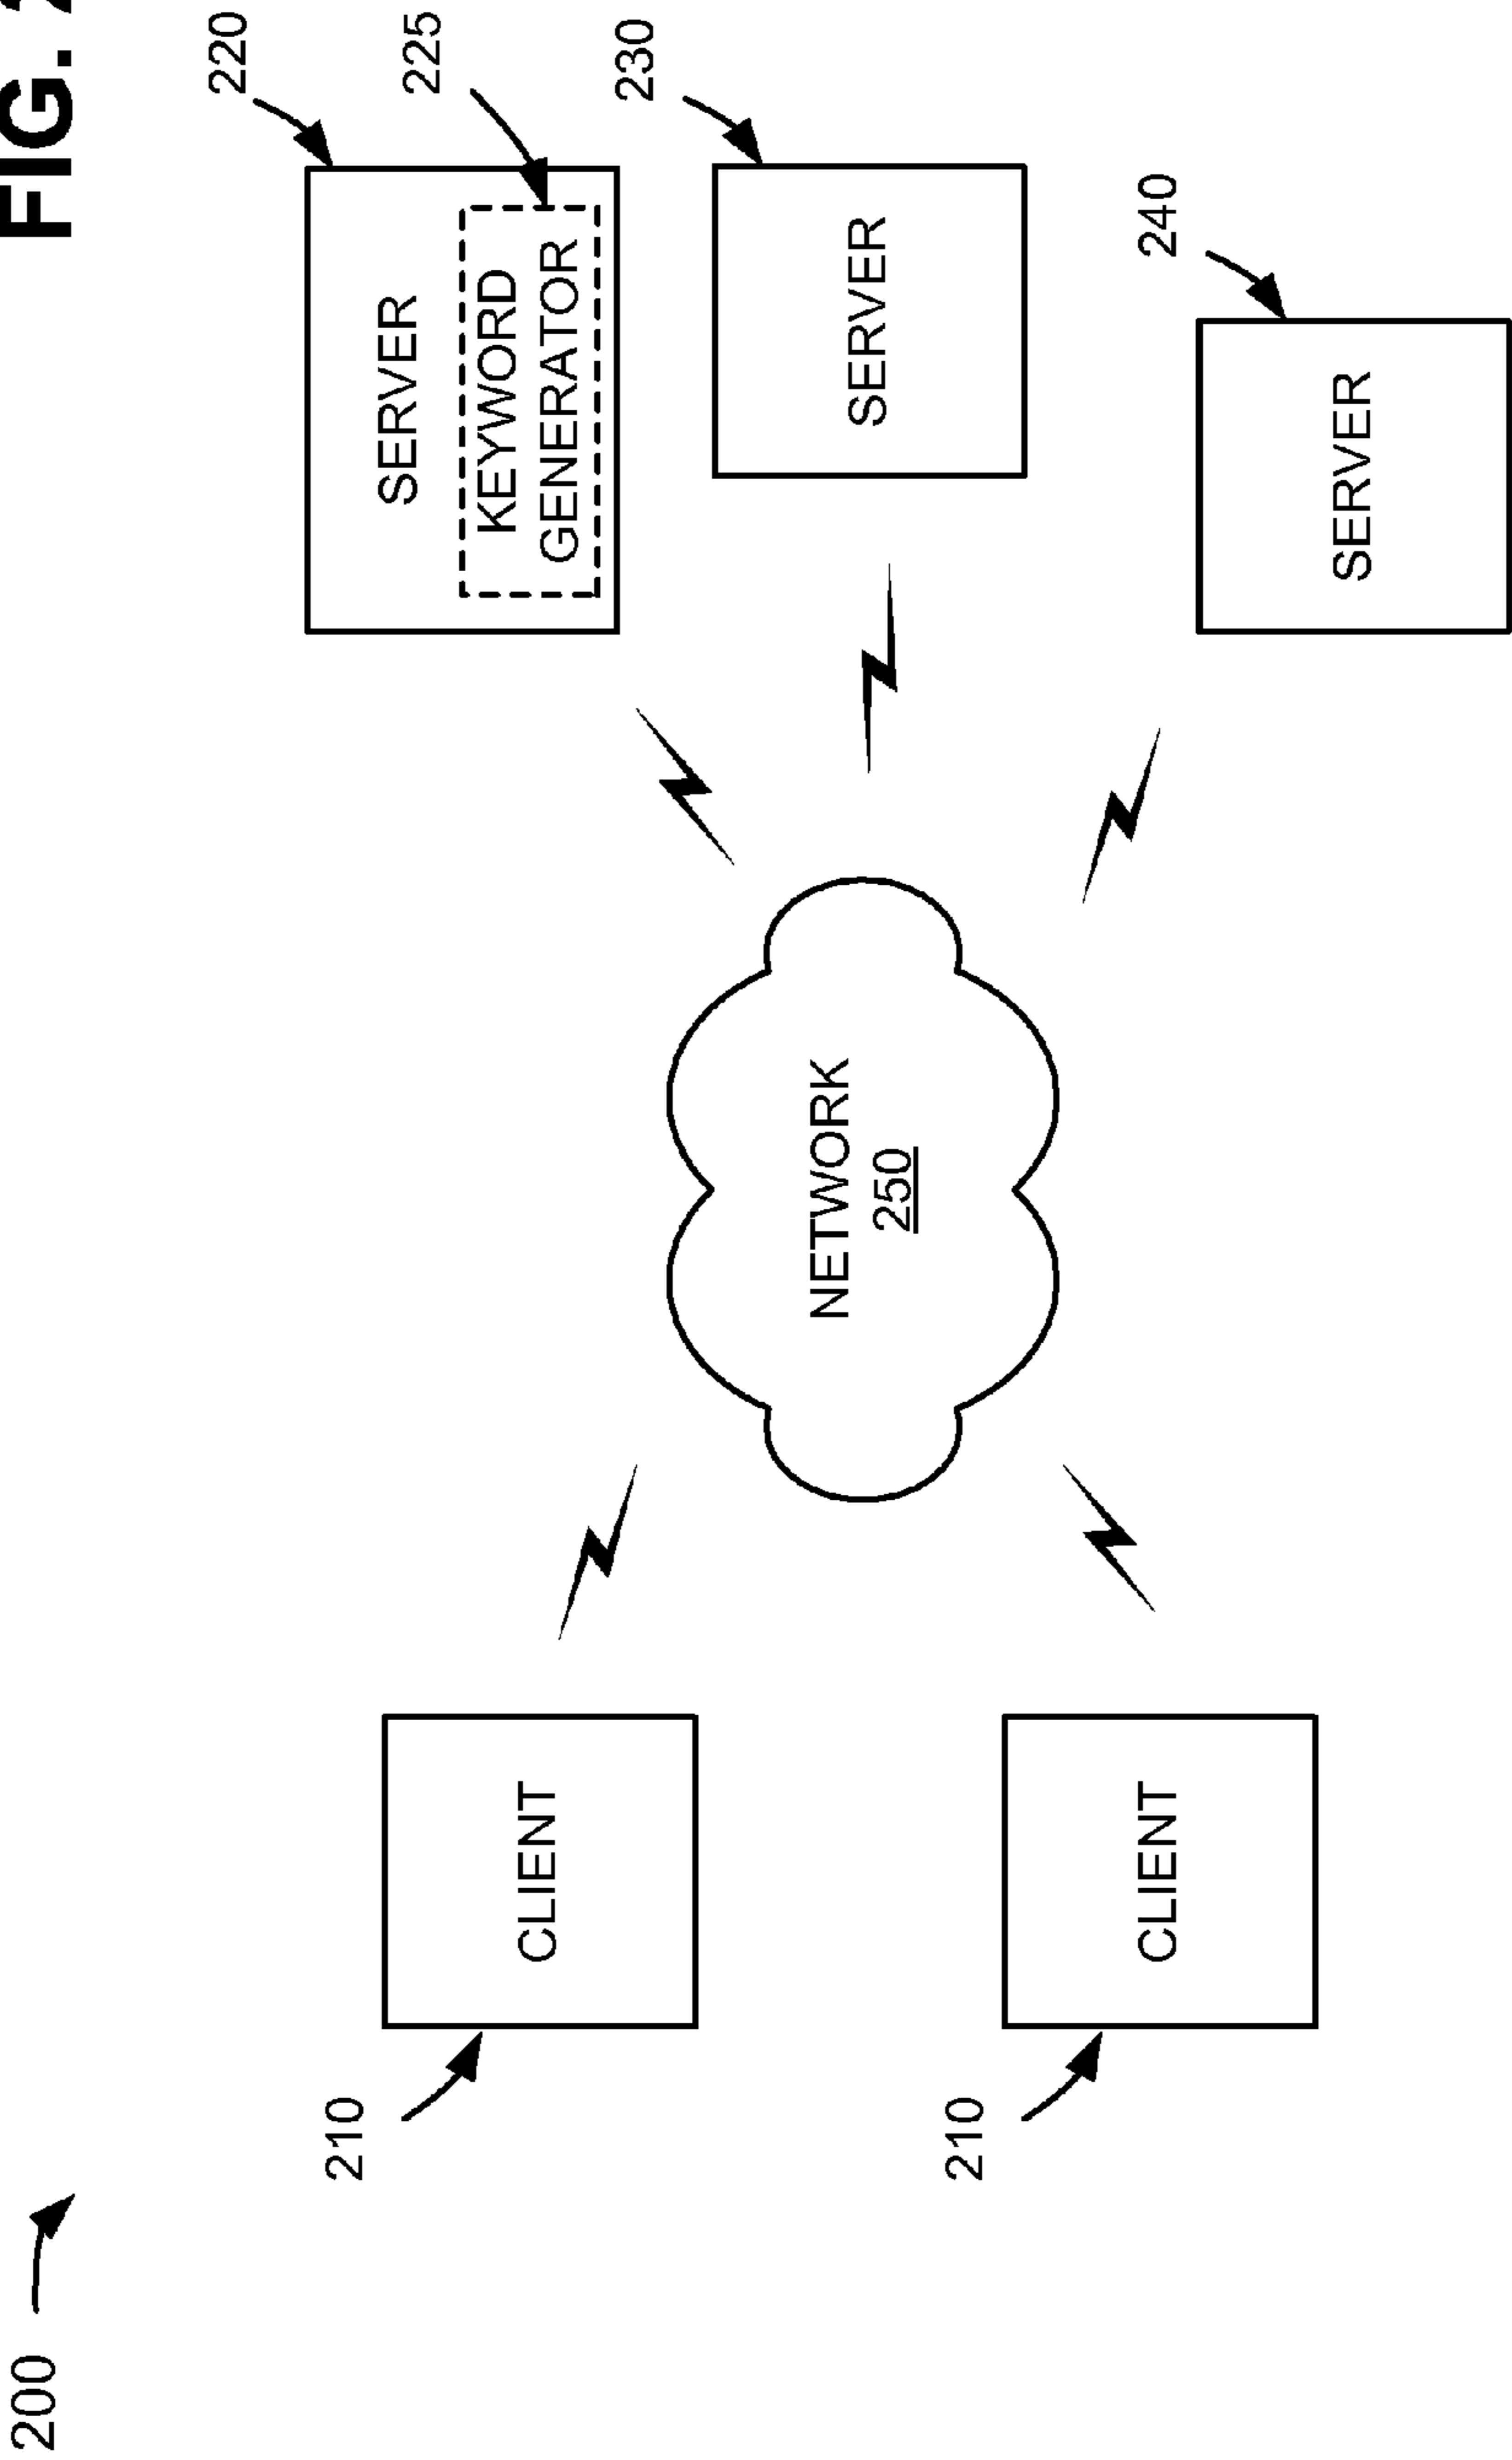 200
FIG. 2
210
CLIENT
210
CLIENT
NETWORK
250
220
SERVER
225
KEYWORD
GENERATOR
230
SERVER
240
SERVER